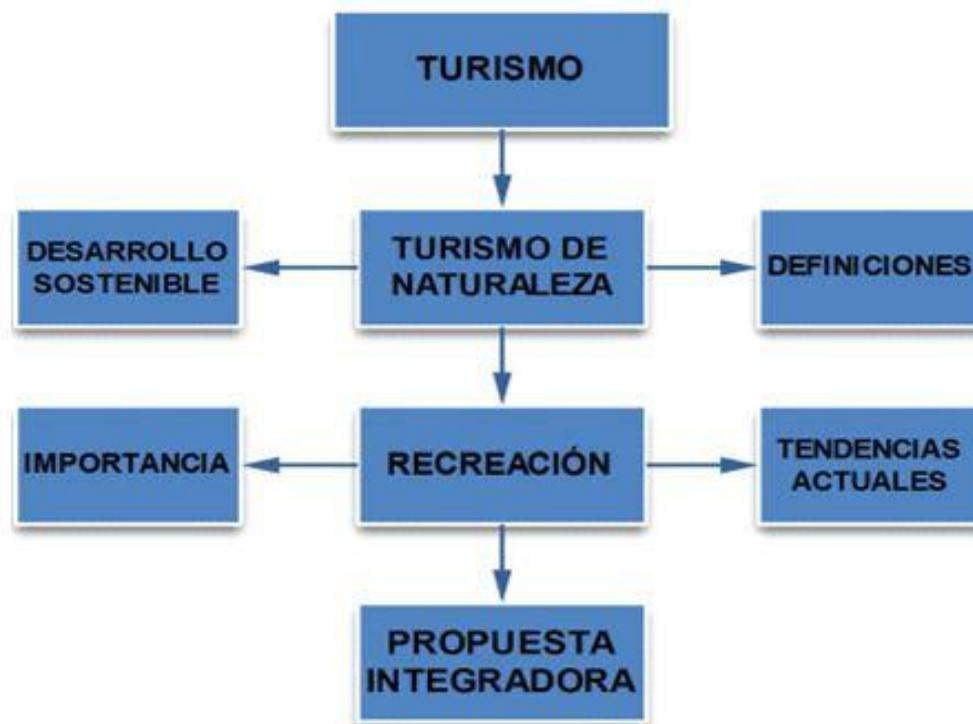 TURISMO
DESARROLLO
SOSTENIBLE
TURISMO DE
NATURALEZA
DEFINICIONES
IMPORTANCIA
RECREACIÓN
TENDENCIAS
ACTUALES
PROPUESTA
INTEGRADORA